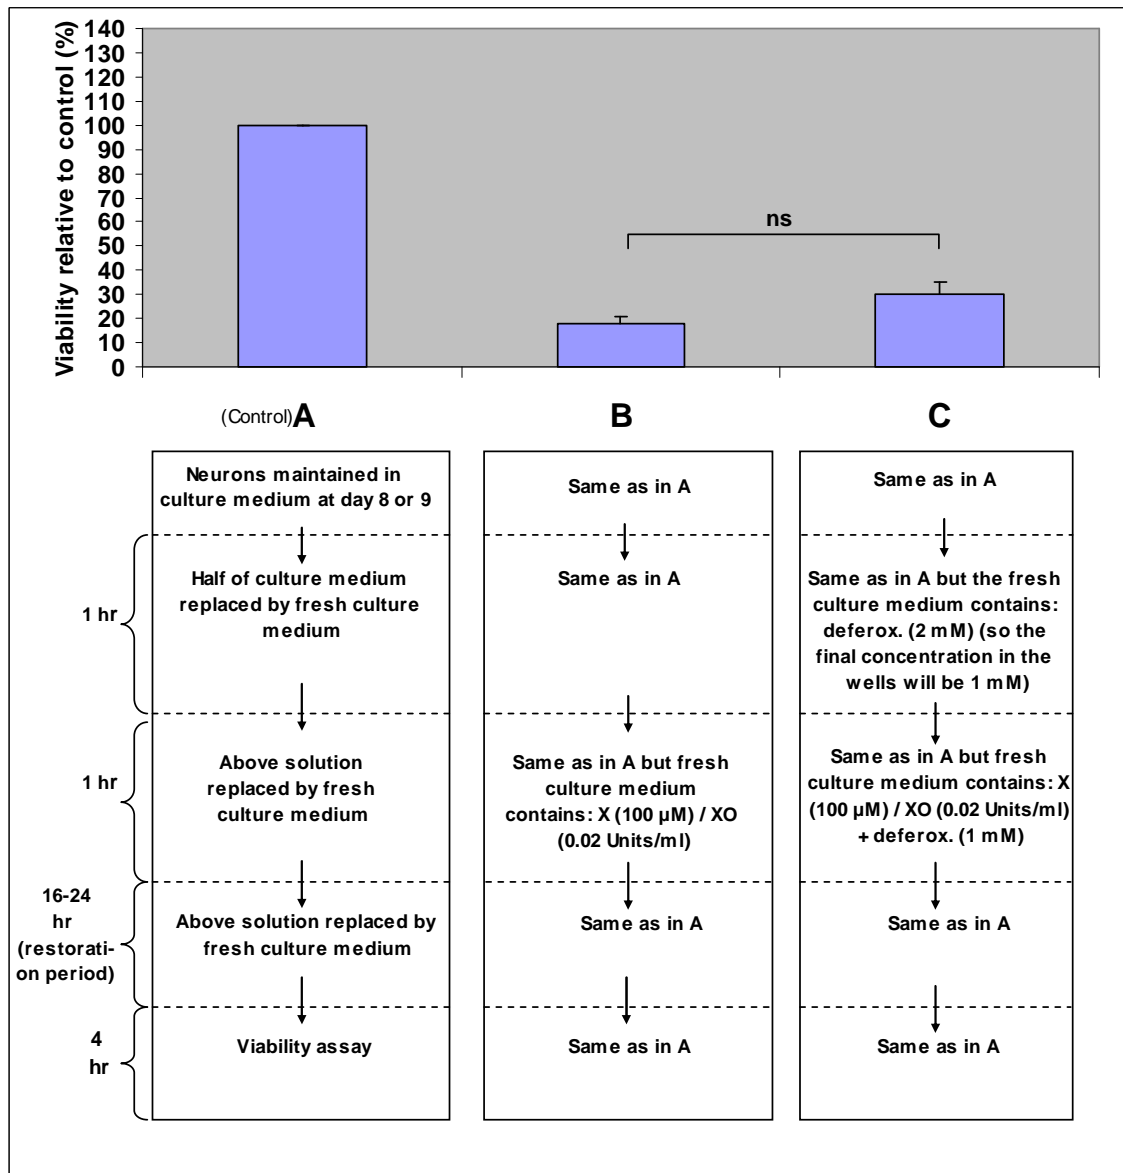 Viability relative to control (%)
140
130
120
110
100
90
80
70
60
50
40
30
20
10
0
ns
(Control) A
B
C
Neurons maintained in
culture medium at day 8 or 9
Same as in A
Same as in A
1 hr
Half of culture medium
replaced by fresh culture
medium
Same as in A
Same as in A but the fresh
culture medium contains:
deferox. (2 mM) (so the
final concentration in the
wells will be 1 mM)
1 hr
Above solution
replaced by fresh
culture medium
Same as in A but fresh
culture medium
contains: X (100 µM) / XO
(0.02 Units/ml)
Same as in A but fresh
culture medium contains: X
(100 µM) / XO (0.02 Units/ml)
+ deferox. (1 mM)
16-24
hr
(restorati-
on period)
Above solution replaced by
fresh culture medium
Same as in A
Same as in A
4
hr
Viability assay
Same as in A
Same as in A